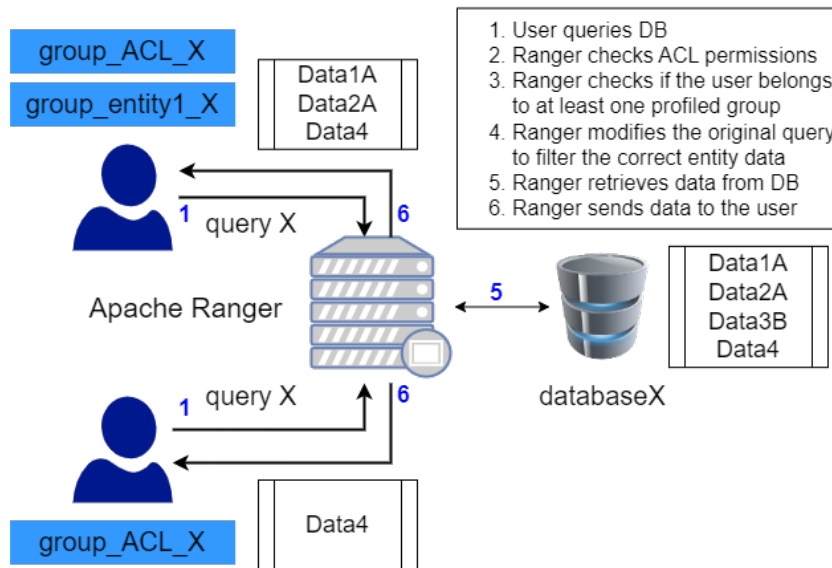 group_ACL_X
group_entity1_X
Data1A
Data2A
Data4
1. User queries DB
2. Ranger checks ACL permissions
3. Ranger checks if the user belongs
to at least one profiled group
4. Ranger modifies the original query
to filter the correct entity data
5. Ranger retrieves data from DB
6. Ranger sends data to the user
1
query X
6
Apache Ranger
5
Data1A
Data2A
Data3B
Data4
databaseX
1
query X
6
group_ACL_X
Data4